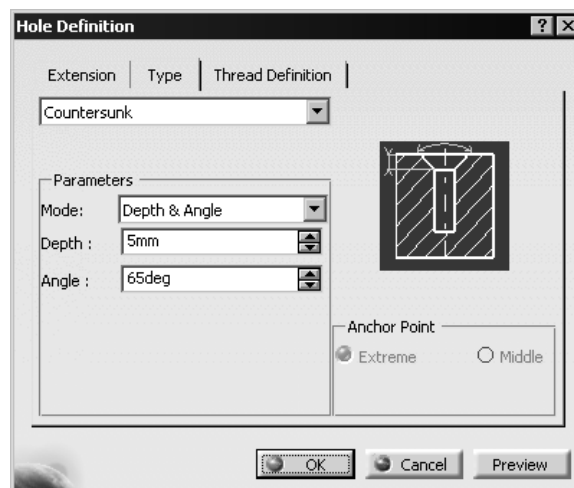 Hole Definition
Extension Type Thread Definition
Countersunk
Parameters
Mode: Depth & Angle
Depth : 5mm
Angle : 65deg
Anchor Point
Extreme Middle
OK Cancel Preview